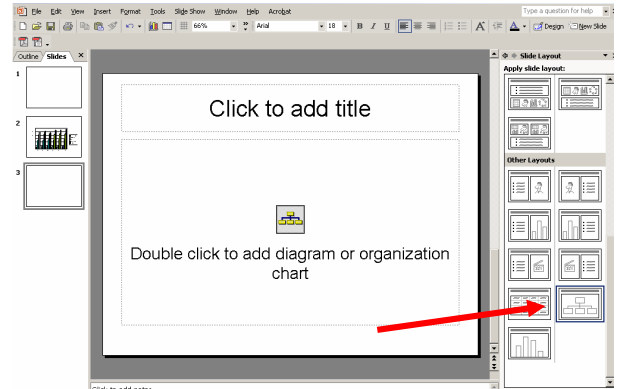 File Edit View Insert Format Tools Slide Show Window Help Acrobat
Type a question for help
66%
Arial
18
B I U
A
A
Design
New Slide
Outline
Slides
Slide Layout
Apply slide layout:
1
2
3
Click to add title
Double click to add diagram or organization
chart
Other Layouts
Click to add notes